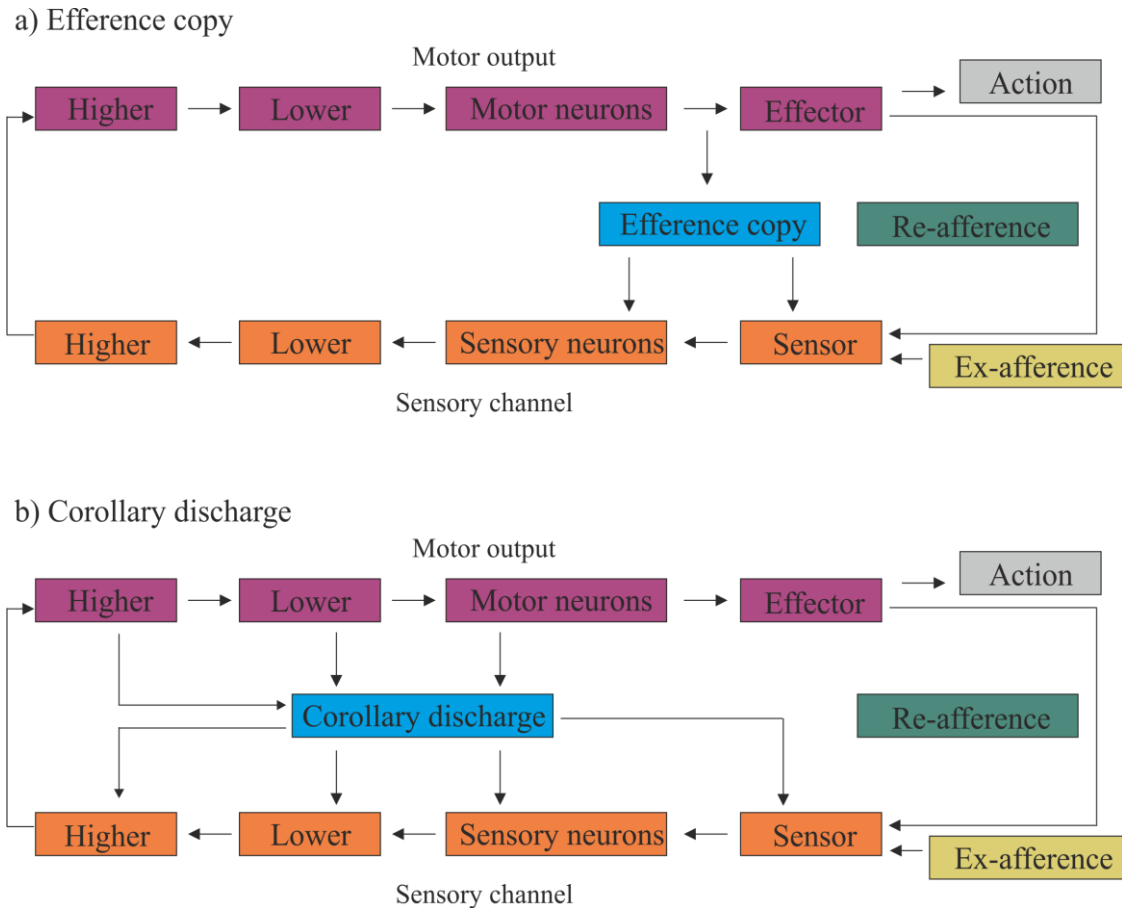 a) Efference copy
Motor output
Higher
Lower
Motor neurons
Effector
Action
Efference copy
Re-afference
Higher
Lower
Sensory neurons
Sensor
Ex-afference
Sensory channel
b) Corollary discharge
Motor output
Higher
Lower
Motor neurons
Effector
Action
Corollary discharge
Re-afference
Higher
Lower
Sensory neurons
Sensor
Ex-afference
Sensory channel